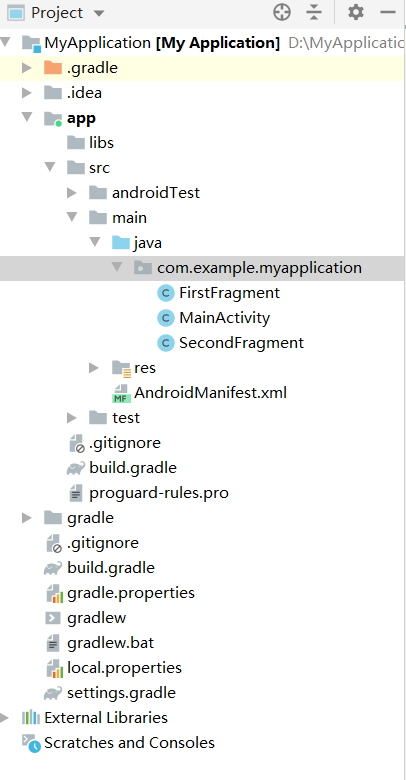 Project
MyApplication [My Application] D:\MyApplicatio
.gradle
.idea
app
libs
src
androidTest
main
java
com.example.myapplication
C FirstFragment
C MainActivity
C SecondFragment
res
MF AndroidManifest.xml
test
.gitignore
build.gradle
proguard-rules.pro
gradle
.gitignore
build.gradle
gradle.properties
gradlew
gradlew.bat
local.properties
settings.gradle
External Libraries
Scratches and Consoles